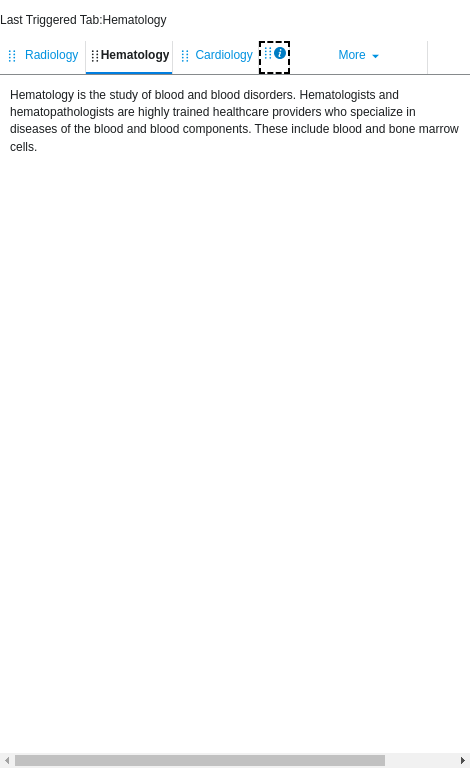 Last Triggered Tab:Hematology
Radiology Hematology Cardiology i More
Hematology is the study of blood and blood disorders. Hematologists and
hematopathologists are highly trained healthcare providers who specialize in
diseases of the blood and blood components. These include blood and bone marrow
cells.